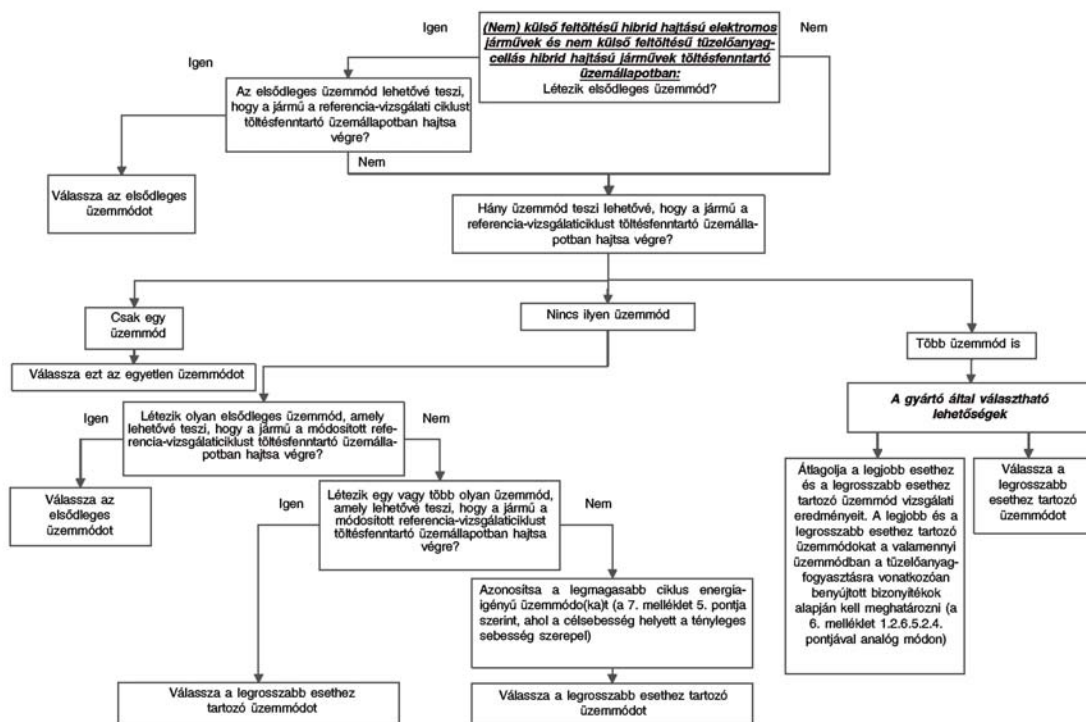 Igen
(Nem) külső feltöltésű hibrid hajtású elektromos
járművek és nem külső feltöltésű tüzelőanyag-
cellás hibrid hajtású járművek töltésfenntartó
üzemállapotban:
Létezik elsődleges üzemmód?
Nem
Igen
Az elsődleges üzemmód lehetővé teszi,
hogy a jármű a referencia-vizsgálati ciklust
töltésfenntartó üzemállapotban hajtsa
végre?
Nem
Válassza az elsődleges
üzemmódot
Hány üzemmód teszi lehetővé, hogy a jármű a
referencia-vizsgálaticiklust töltésfenntartó üzemálla-
potban hajtsa végre?
Csak egy
üzemmód
Nincs ilyen üzemmód
Több üzemmód is
Válassza ezt az egyetlen üzemmódot
A gyártó által választható
lehetőségek
Igen
Létezik olyan elsődleges üzemmód, amely
lehetővé teszi, hogy a jármű a módosított refe-
rencia-vizsgálaticiklust töltésfenntartó üzemálla-
potban hajtsa végre?
Nem
Válassza az
elsődleges
üzemmódot
Igen
Létezik egy vagy több olyan üzemmód,
amely lehetővé teszi, hogy a jármű a
módosított referencia-vizsgálaticiklust
töltésfenntartó üzemállapotban hajtsa
végre?
Nem
Átlagolja a legjobb esethez
és a legrosszabb esethez
tartozó üzemmód vizsgálati
eredményeit. A legjobb és a
legrosszabb esethez tartozó
üzemmódokat a valamennyi
üzemmódban a tüzelőanyag-
fogyasztásra vonatkozóan
benyújtott bizonyítékok
alapján kell meghatározni (a
6. melléklet 1.2.6.5.2.4.
pontjával analóg módon)
Válassza a
legrosszabb
esethez tartozó
üzemmódot
Azonosítsa a legmagasabb ciklus energia-
igényű üzemmódo(ka)t (a 7. melléklet 5. pontja
szerint, ahol a célsebesség helyett a tényleges
sebesség szerepel)
Válassza a legrosszabb esethez
tartozó üzemmódot
Válassza a legrosszabb esethez tartozó
üzemmódot